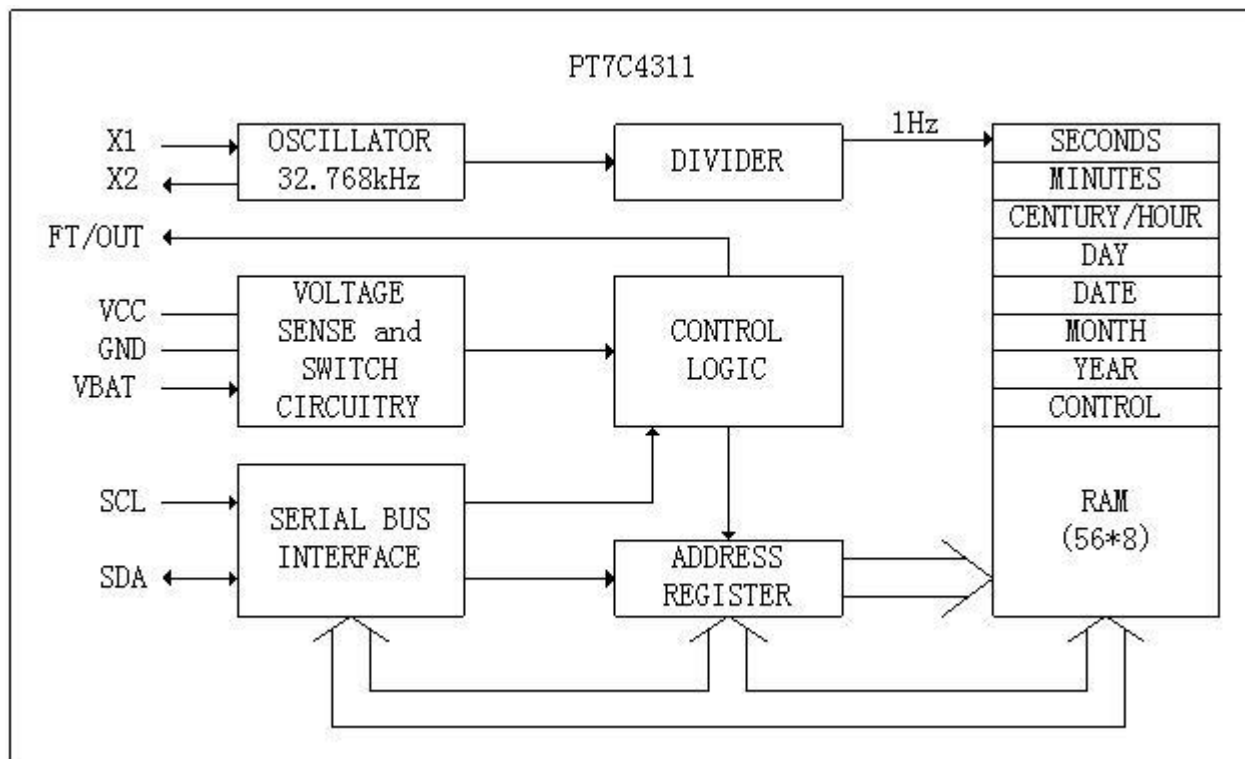 PT7C4311
X1
X2
OSCILLATOR
32.768kHz
DIVIDER
1Hz
SECONDS
MINUTES
CENTURY/HOUR
DAY
DATE
MONTH
YEAR
CONTROL
RAM
(56*8)
FT/OUT
VCC
GND
VBAT
VOLTAGE
SENSE and
SWITCH
CIRCUITRY
CONTROL
LOGIC
SCL
SDA
SERIAL BUS
INTERFACE
ADDRESS
REGISTER